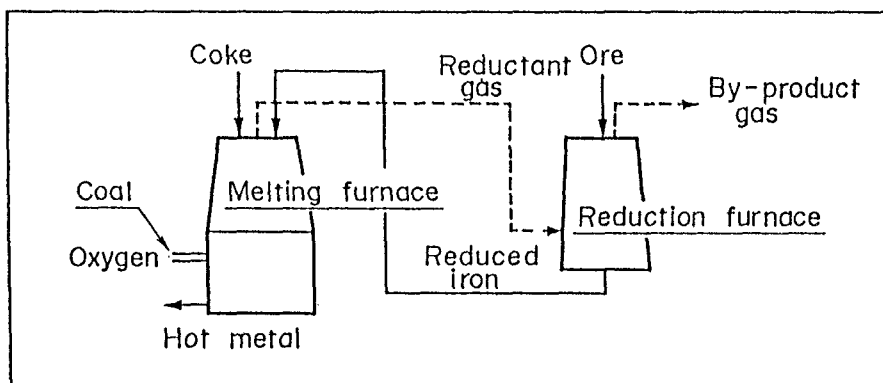 Coke
Reductant
gas
Ore
By-product
gas
Coal
Melting furnace
Reduction furnace
Oxygen
Reduced
iron
Hot metal